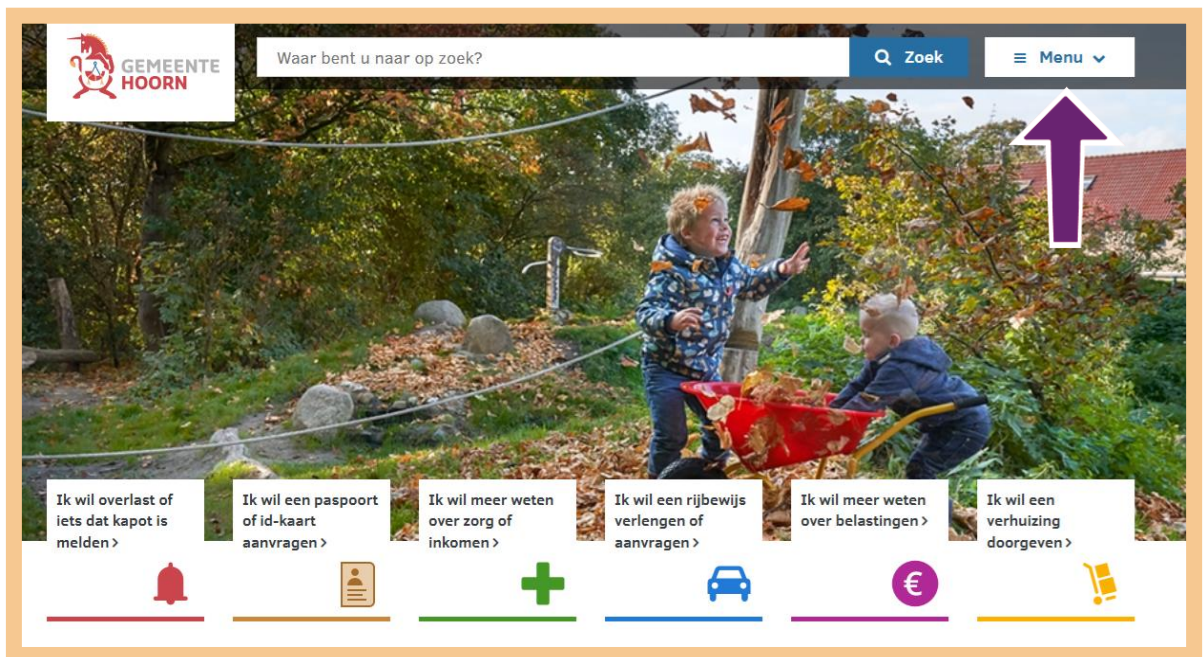 GEMEENTE
HOORN
Waar bent u naar op zoek?
Zoek
Menu
Ik wil overlast of
iets dat kapot is
melden >
Ik wil een paspoort
of id-kaart
aanvragen >
Ik wil meer weten
over zorg of
inkomen >
Ik wil een rijbewijs
verlengen of
aanvragen >
Ik wil meer weten
over belastingen >
Ik wil een
verhuizing
doorgeven >
€